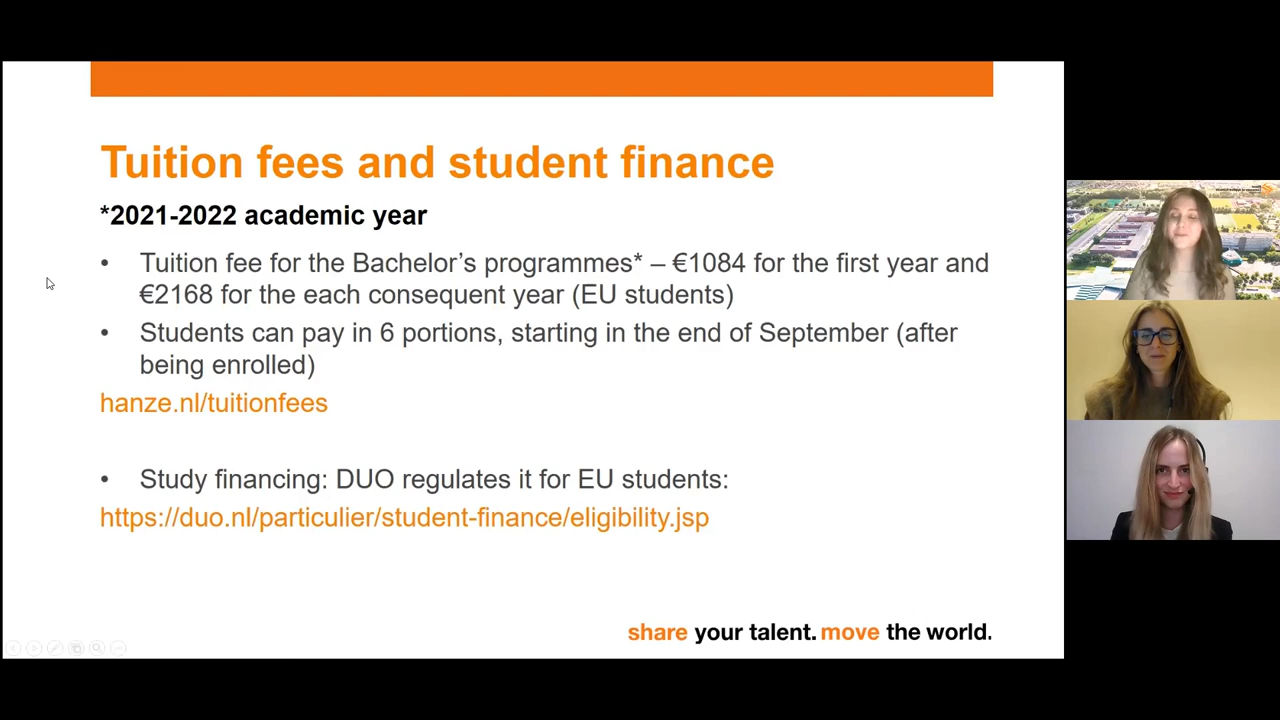 Tuition fees and student finance
*2021-2022 academic year
• Tuition fee for the Bachelor's programmes* – €1084 for the first year and
€2168 for the each consequent year (EU students)
• Students can pay in 6 portions, starting in the end of September (after
being enrolled)
hanze.nl/tuitionfees
• Study financing: DUO regulates it for EU students:
https://duo.nl/particulier/student-finance/eligibility.jsp
share your talent. move the world.